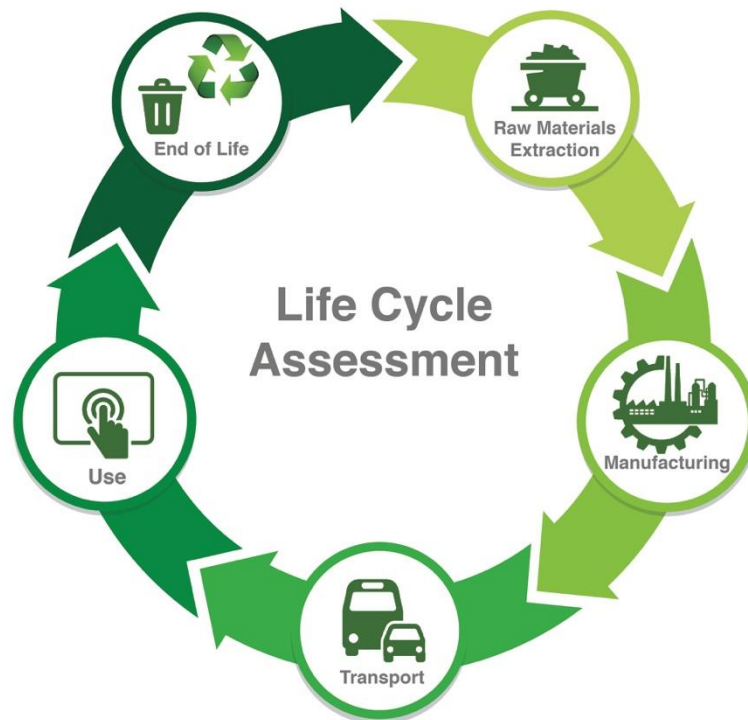 Life Cycle
Assessment
Raw Materials
Extraction
Manufacturing
Transport
Use
End of Life